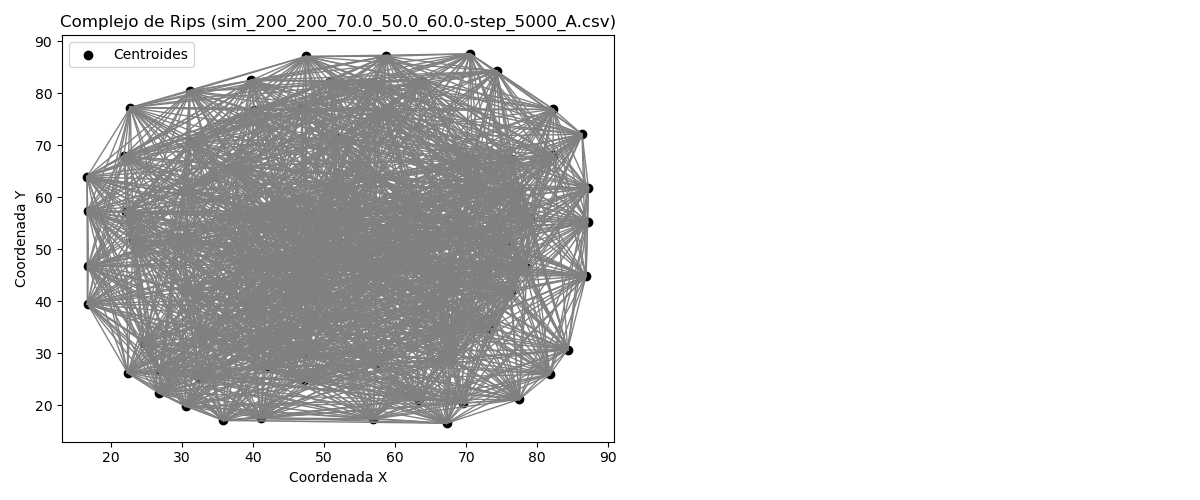 Complejo de Rips (sim_200_200_70.0_50.0_60.0-step_5000_A.csv)
Centroides
90
80
70
60
50
40
30
20
Coordenada Y
20 30 40 50 60 70 80 90
Coordenada X